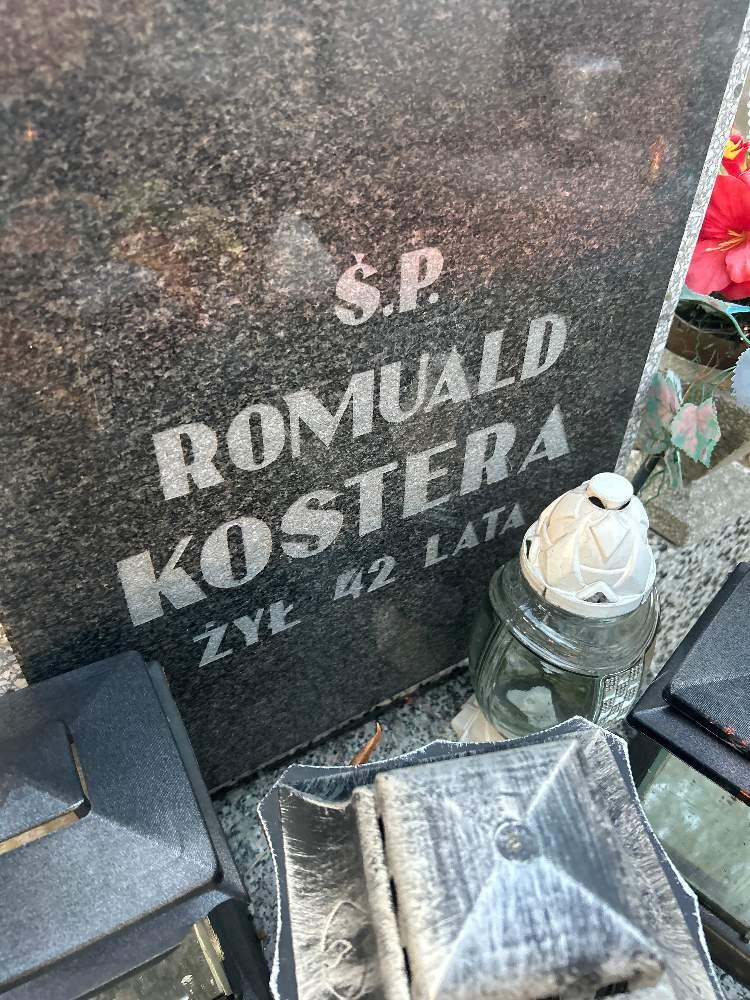 Ś.P.
ROMUALD
KOSTERA
ŻYŁ 42 LATA